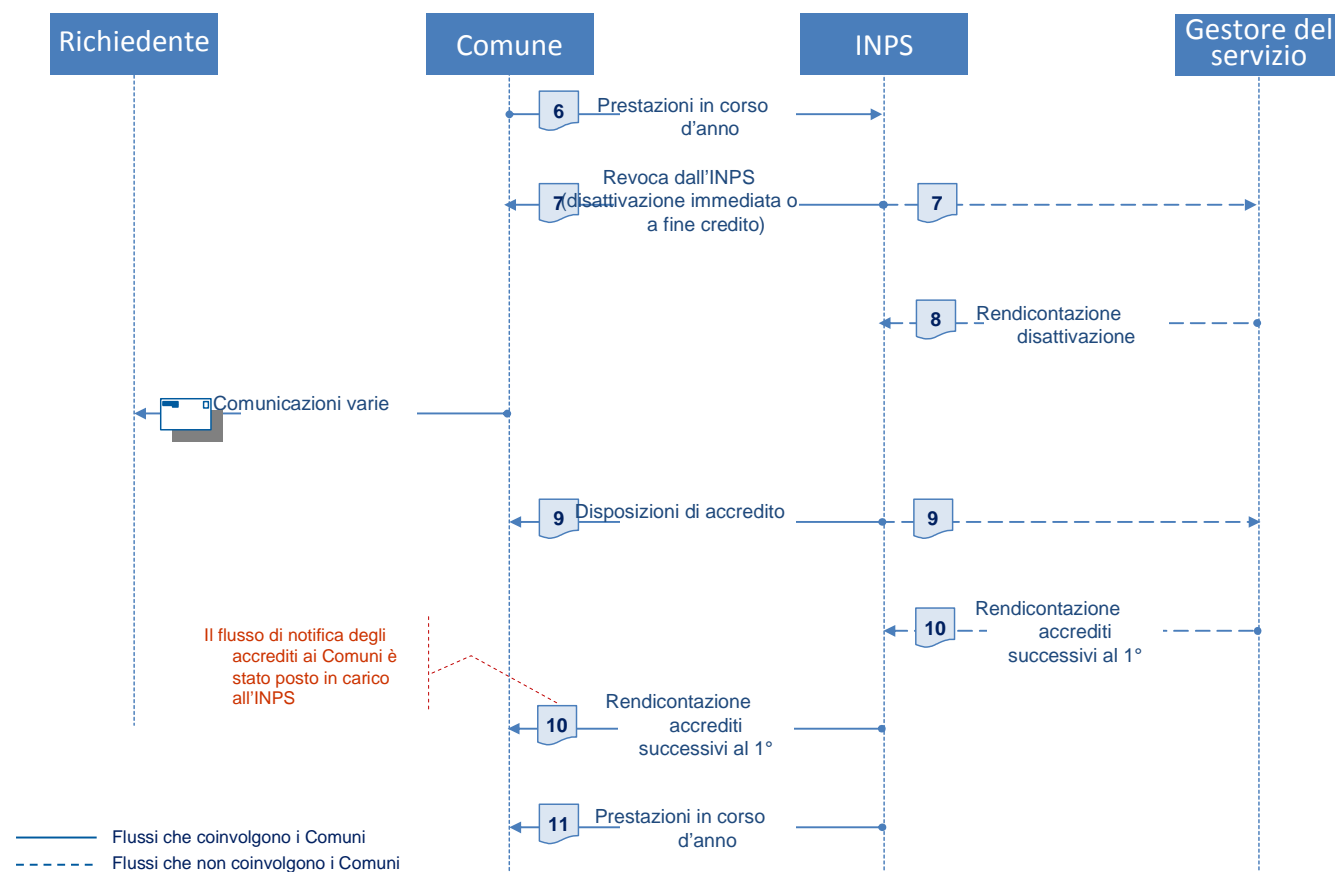 Richiedente
Comune
INPS
Gestore del
servizio
6
Prestazioni in corso
d’anno
Revoca dall’INPS
7
(disattivazione immediata o
a fine credito)
7
8
Rendicontazione
disattivazione
Comunicazioni varie
9
Disposizioni di accredito
9
10
Rendicontazione
accrediti
successivi al 1°
Il flusso di notifica degli
accrediti ai Comuni è
stato posto in carico
all’INPS
10
Rendicontazione
accrediti
successivi al 1°
11
Prestazioni in corso
d’anno
Flussi che coinvolgono i Comuni
Flussi che non coinvolgono i Comuni